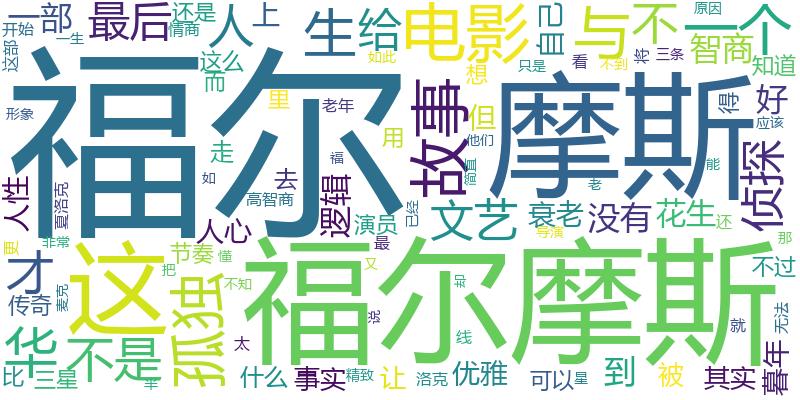 开始 一部 最后 还是 人 上 生 给 电影 自己 与 不 一个 原因
这部 一生 情商 这么 如此 只是 看 不到 将 三条 智商 知道
福尔 而 里 老年 想 但 他们 摩斯 得 好 应该
形象 走 用 故事 侦探
人性 夏洛克 高智商 如 去 福 逻辑 简直 已经 老 能
才 非常 更 这 人心 演员 最 文艺 衰老 没有 花生 还 那
节奏 懂 把 孤独 福尔摩斯 导演 又 却 不过
传奇 麦克 不知 说 就 无法
华 不是 太 线
比 三星 举 什么 事实 精致 让 洛克 优雅 可以 星 到 被 其实 暮年